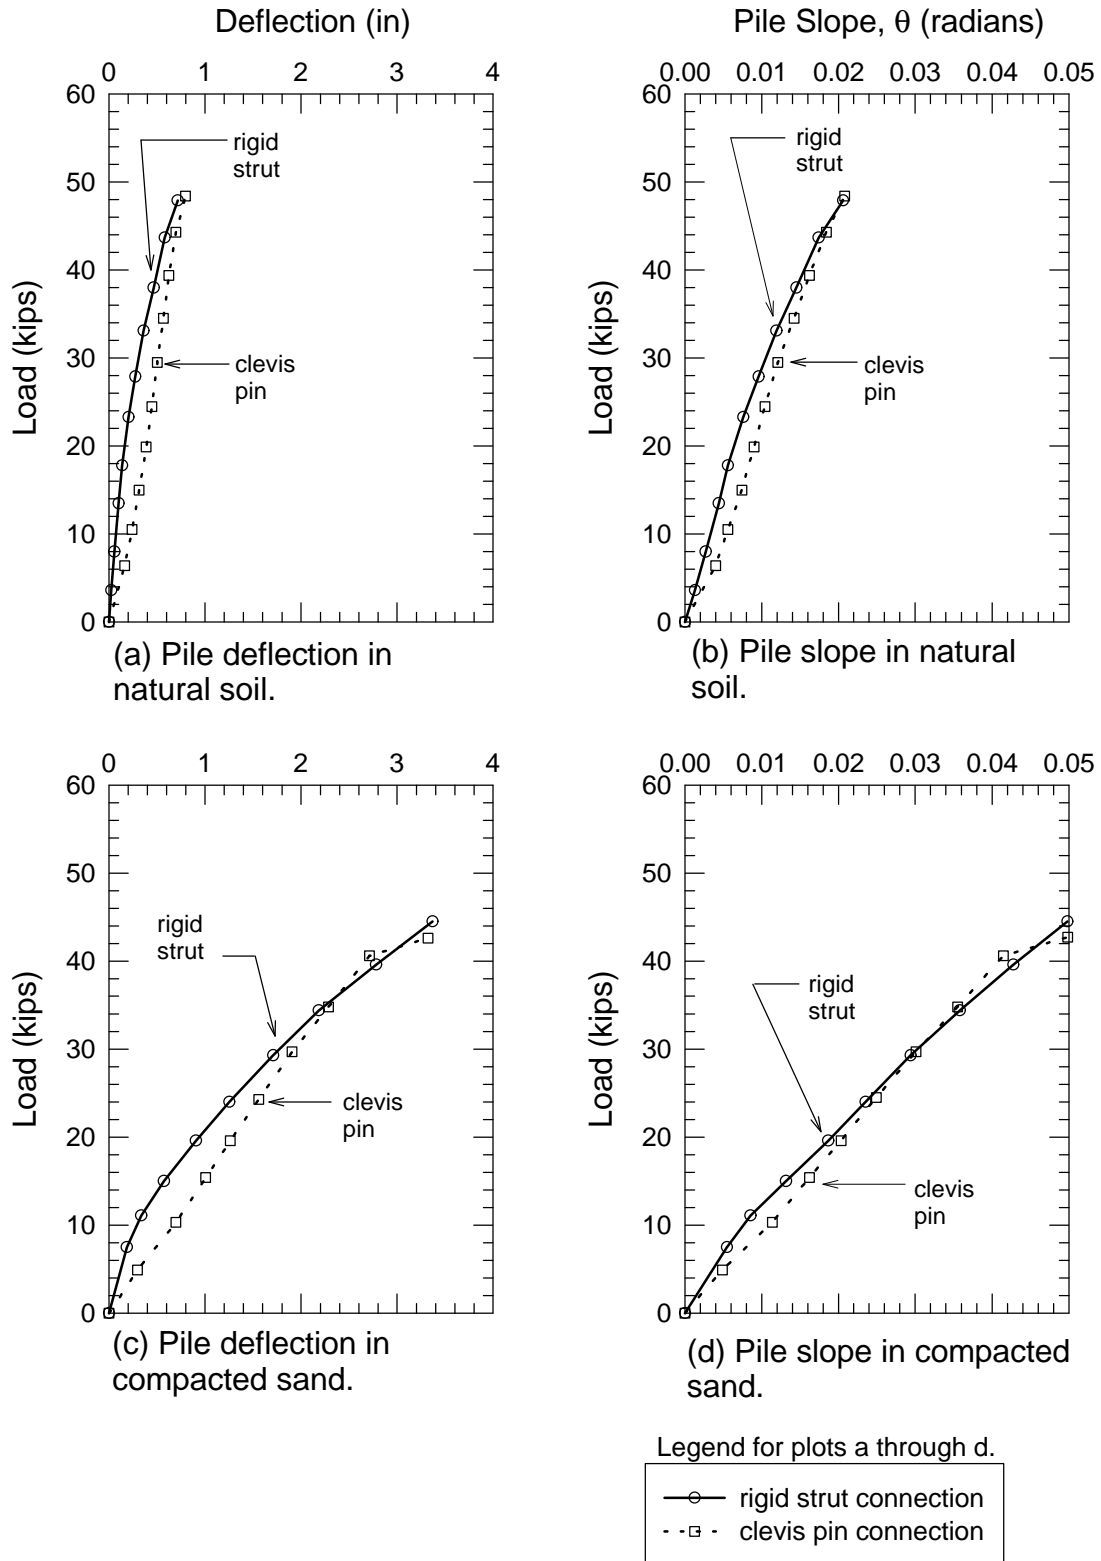 Deflection (in)
Pile Slope, θ (radians)
0 1 2 3 4
0.00 0.01 0.02 0.03 0.04 0.05
60
50
40
30
20
10
0
Load (kips)
rigid
strut
clevis
pin
(a) Pile deflection in
natural soil.
60
50
40
30
20
10
0
Load (kips)
rigid
strut
clevis
pin
(b) Pile slope in natural
soil.
0 1 2 3 4
0.00 0.01 0.02 0.03 0.04 0.05
60
50
40
30
20
10
0
Load (kips)
rigid
strut
clevis
pin
(c) Pile deflection in
compacted sand.
60
50
40
30
20
10
0
Load (kips)
rigid
strut
clevis
pin
(d) Pile slope in compacted
sand.
Legend for plots a through d.
rigid strut connection
clevis pin connection